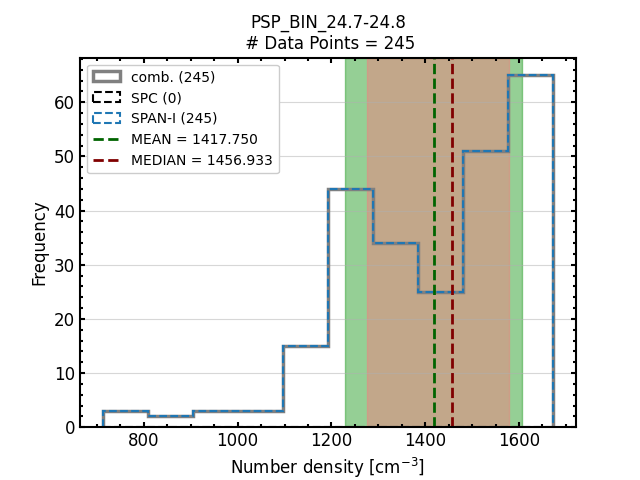 PSP_BIN_24.7-24.8
# Data Points = 245
comb. (245)
SPC (0)
SPAN-I (245)
MEAN = 1417.750
MEDIAN = 1456.933
Frequency
60
50
40
30
20
10
0
800 1000 1200 1400 1600
Number density [cm⁻³]